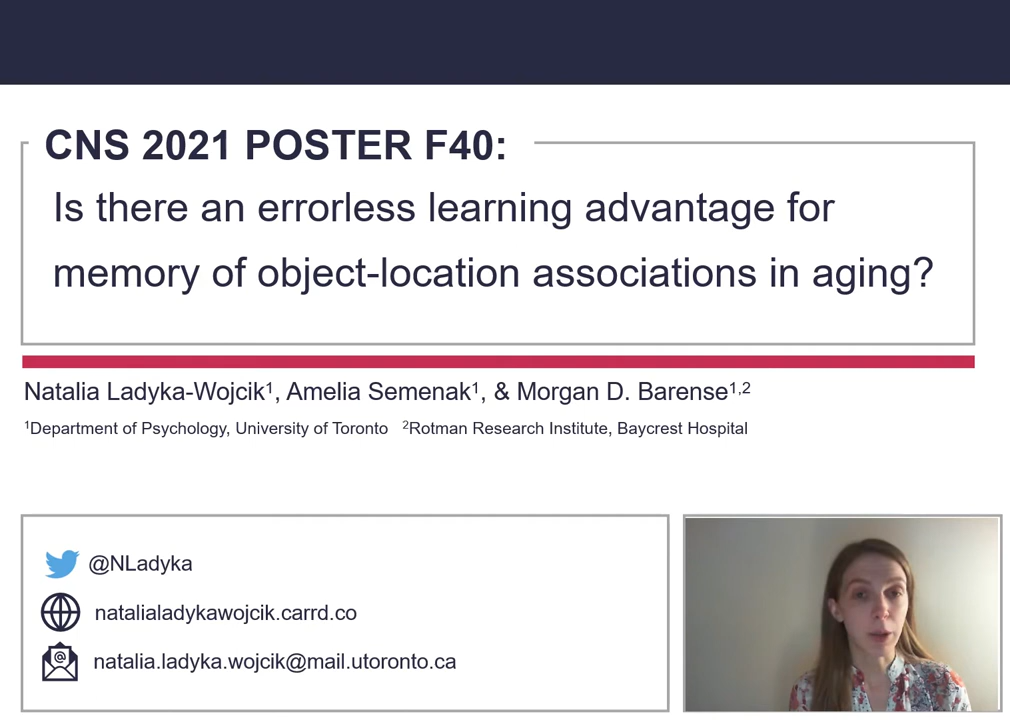 CNS 2021 POSTER F40:
Is there an errorless learning advantage for
memory of object-location associations in aging?
Natalia Ladyka-Wojcik¹, Amelia Semenak¹, & Morgan D. Barense¹,²
¹Department of Psychology, University of Toronto ²Rotman Research Institute, Baycrest Hospital
@NLadyka
natalialadykawojcik.carrd.co
natalia.ladyka.wojcik@mail.utoronto.ca